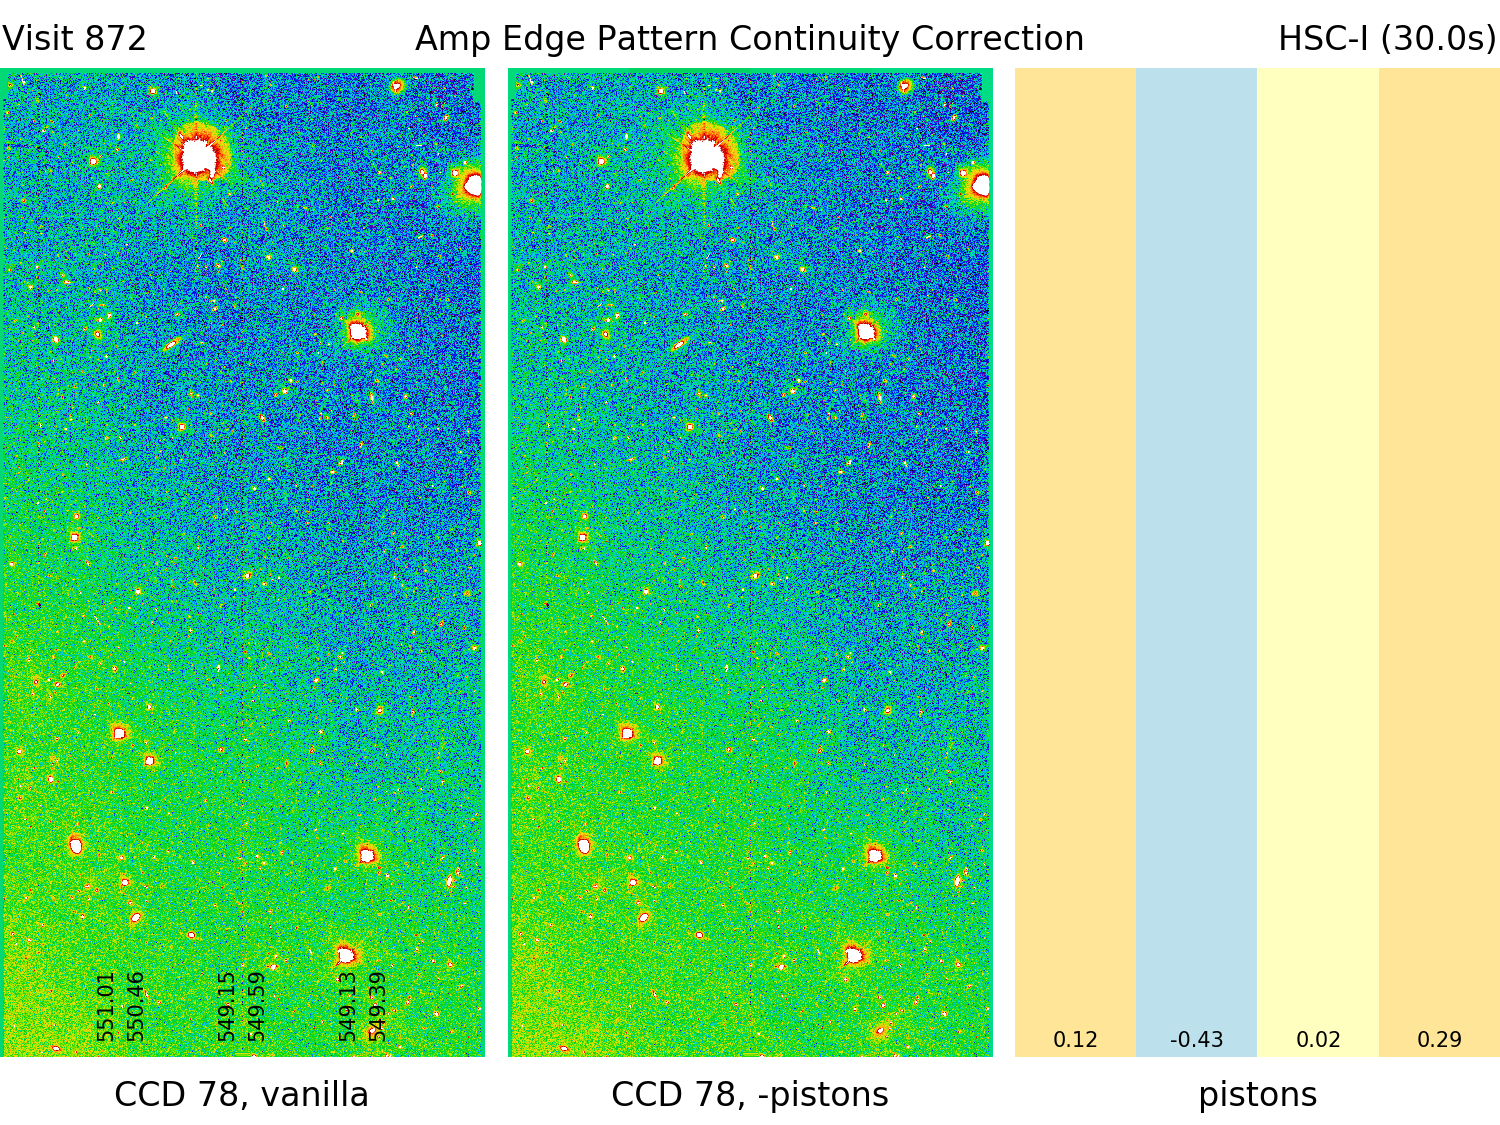 Visit 872
Amp Edge Pattern Continuity Correction
HSC-I (30.0s)
551.01
550.46
549.15
549.59
549.13
549.39
0.12
-0.43
0.02
0.29
CCD 78, vanilla
CCD 78, -pistons
pistons